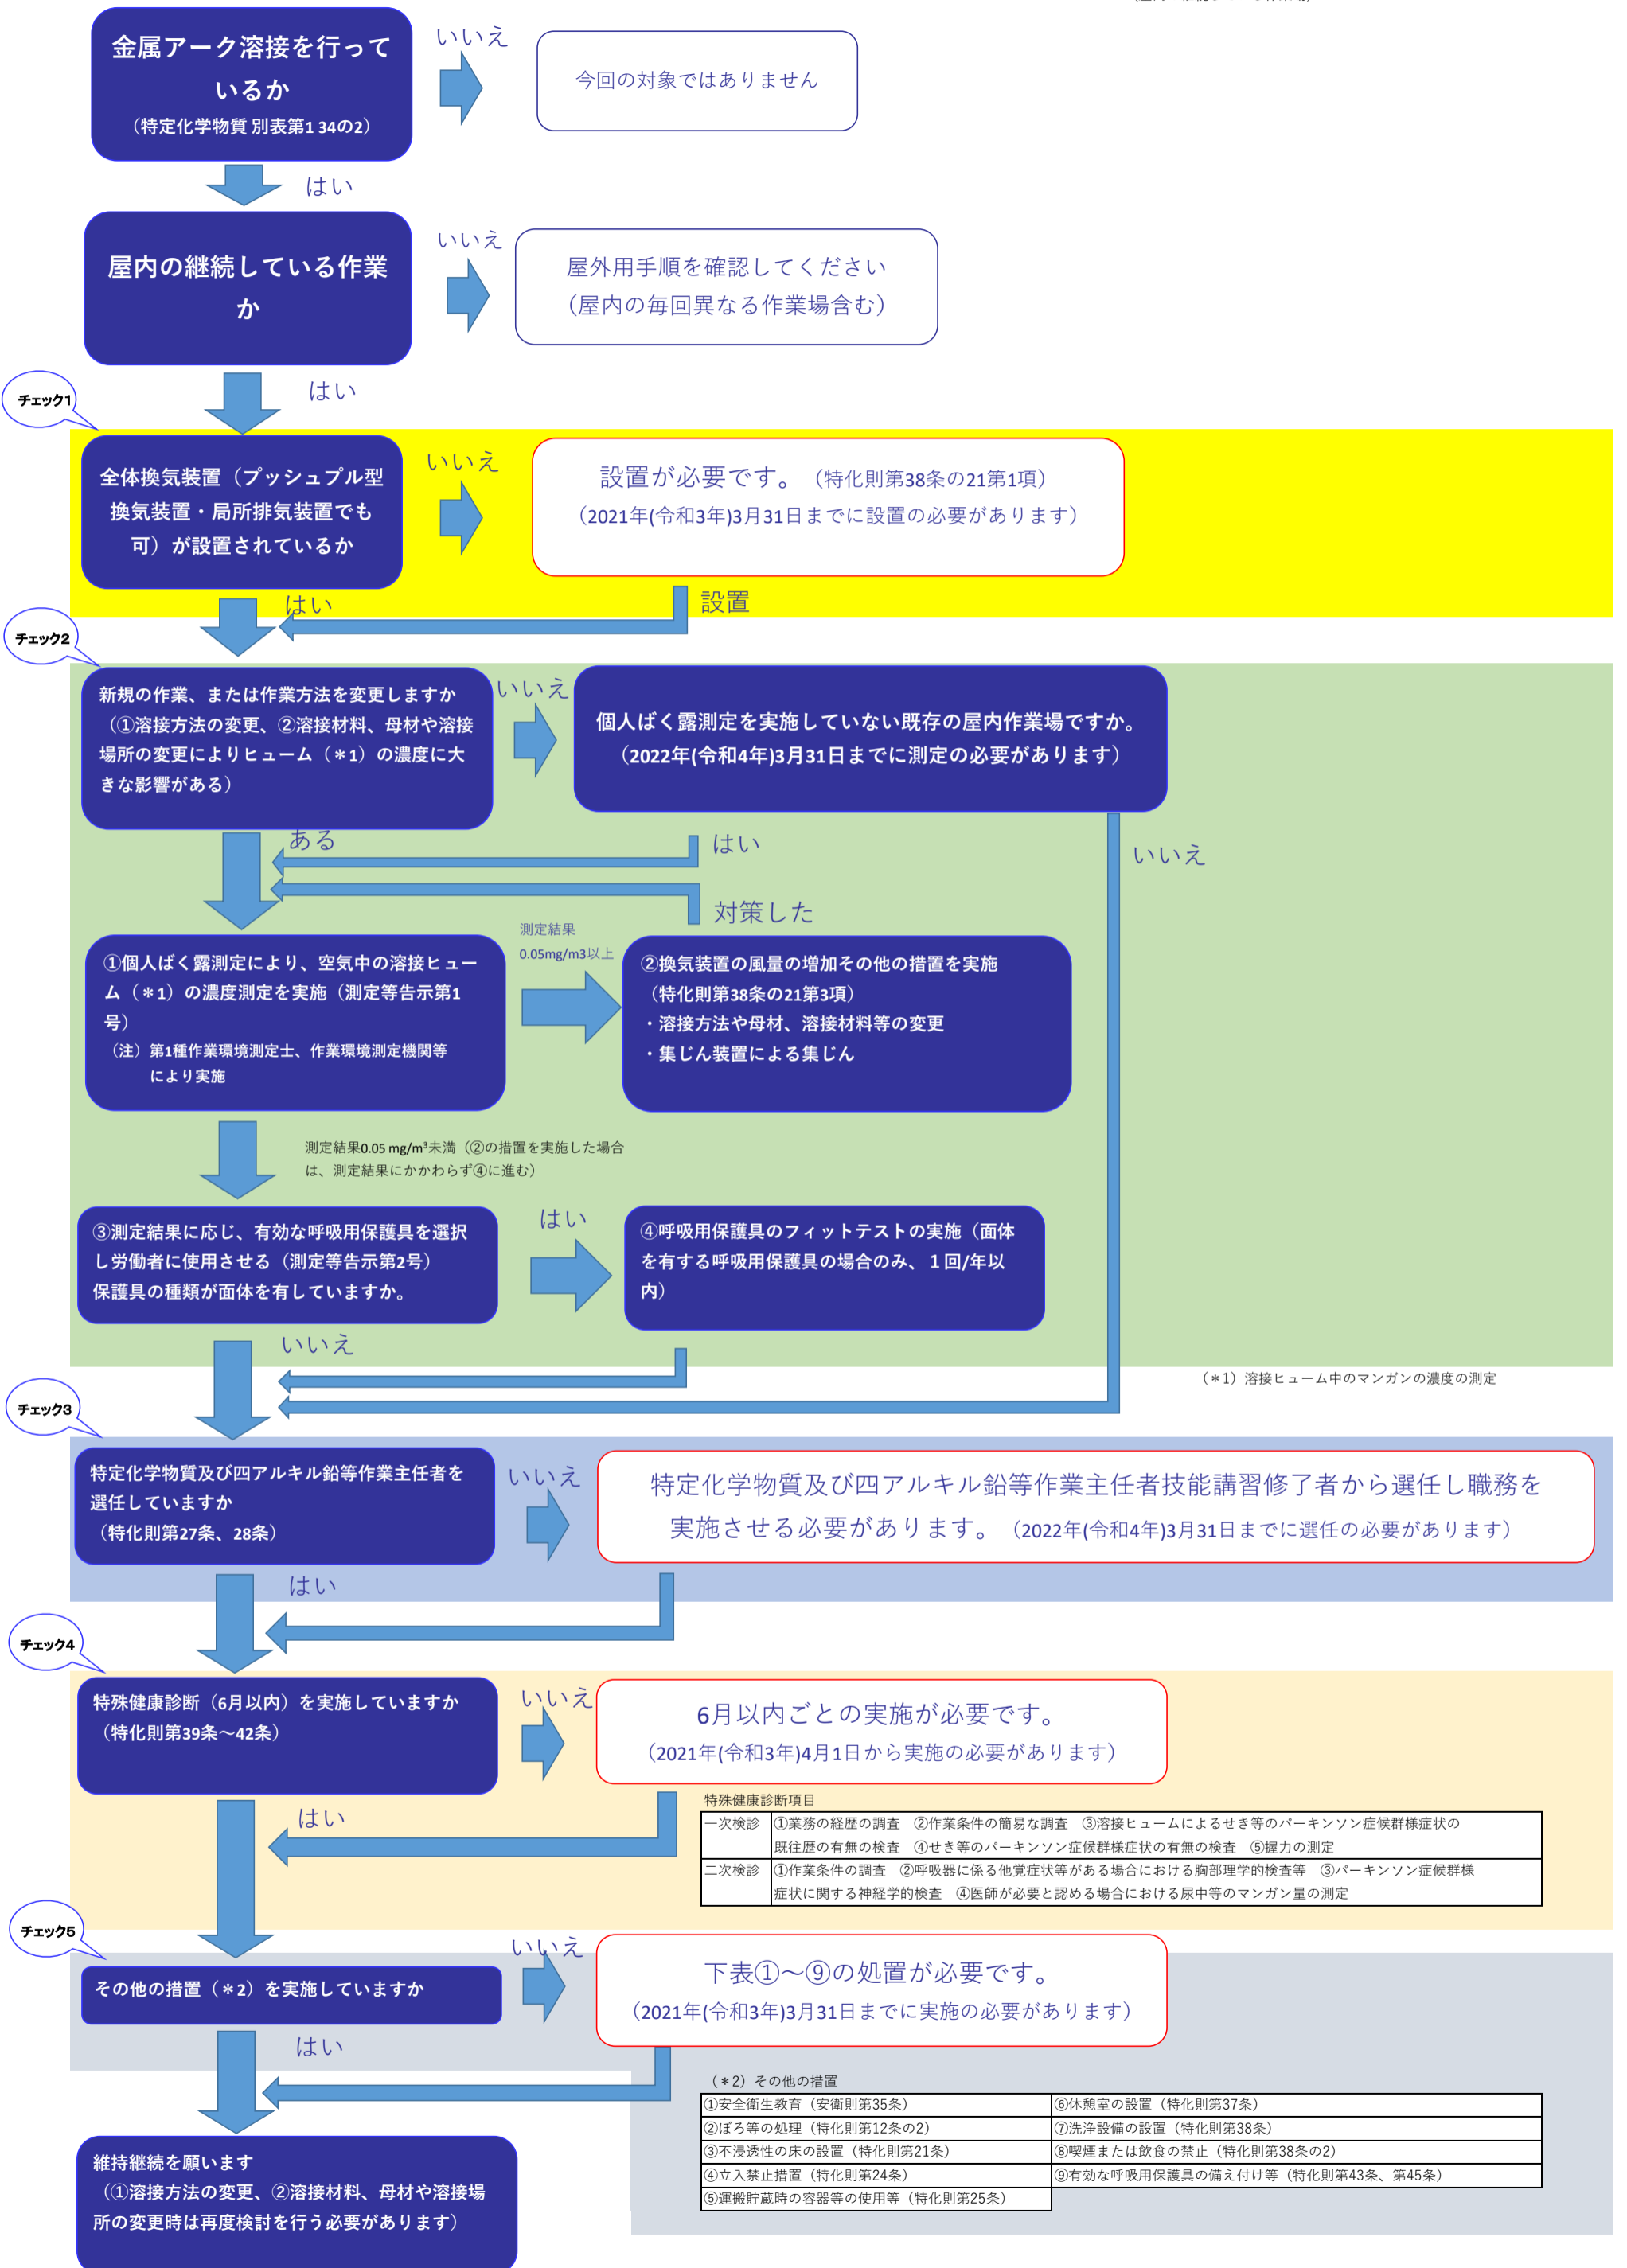 金属アーク溶接を行って
いるか
（特定化学物質 別表第1 34の2）
いいえ
今回の対象ではありません
はい
屋内の継続している作業
か
いいえ
屋外用手順を確認してください
（屋内の毎回異なる作業場含む）
はい
チェック1
全体換気装置（プッシュプル型
換気装置・局所排気装置でも
可）が設置されているか
いいえ
設置が必要です。（特化則第38条の21第1項）
（2021年(令和3年)3月31日までに設置の必要があります）
はい
設置
チェック2
新規の作業、または作業方法を変更しますか
（①溶接方法の変更、②溶接材料、母材や溶接
場所の変更によりヒューム（＊1）の濃度に大
きな影響がある）
いいえ
個人ばく露測定を実施していない既存の屋内作業場ですか。
（2022年(令和4年)3月31日までに測定の必要があります）
ある
はい
いいえ
対策した
①個人ばく露測定により、空気中の溶接ヒュー
ム（＊1）の濃度測定を実施（測定等告示第1
号）
（注）第1種作業環境測定士、作業環境測定機関等
により実施
測定結果
0.05mg/m3以上
②換気装置の風量の増加その他の措置を実施
（特化則第38条の21第3項）
・溶接方法や母材、溶接材料等の変更
・集じん装置による集じん
測定結果0.05 mg/m³未満（②の措置を実施した場合
は、測定結果にかかわらず④に進む）
③測定結果に応じ、有効な呼吸用保護具を選択
し労働者に使用させる（測定等告示第2号）
保護具の種類が面体を有していますか。
はい
④呼吸用保護具のフィットテストの実施（面体
を有する呼吸用保護具の場合のみ、１回/年以
内）
いいえ
（＊1）溶接ヒューム中のマンガンの濃度の測定
チェック3
特定化学物質及び四アルキル鉛等作業主任者を
選任していますか
（特化則第27条、28条）
いいえ
特定化学物質及び四アルキル鉛等作業主任者技能講習修了者から選任し職務を
実施させる必要があります。（2022年(令和4年)3月31日までに選任の必要があります）
はい
チェック4
特殊健康診断（6月以内）を実施していますか
（特化則第39条～42条）
いいえ
6月以内ごとの実施が必要です。
（2021年(令和3年)4月1日から実施の必要があります）
はい
特殊健康診断項目
一次検診 ①業務の経歴の調査 ②作業条件の簡易な調査 ③溶接ヒュームによるせき等のパーキンソン症候群様症状の
既往歴の有無の検査 ④せき等のパーキンソン症候群様症状の有無の検査 ⑤握力の測定
二次検診 ①作業条件の調査 ②呼吸器に係る他覚症状等がある場合における胸部理学的検査等 ③パーキンソン症候群様
症状に関する神経学的検査 ④医師が必要と認める場合における尿中等のマンガン量の測定
チェック5
その他の措置（＊2）を実施していますか
いいえ
下表①～⑨の処置が必要です。
（2021年(令和3年)3月31日までに実施の必要があります）
はい
（＊2）その他の措置
①安全衛生教育（安衛則第35条） ⑥休憩室の設置（特化則第37条）
②ぼろ等の処理（特化則第12条の2） ⑦洗浄設備の設置（特化則第38条）
③不浸透性の床の設置（特化則第21条） ⑧喫煙または飲食の禁止（特化則第38条の2）
④立入禁止措置（特化則第24条） ⑨有効な呼吸用保護具の備え付け等（特化則第43条、第45条）
⑤運搬貯蔵時の容器等の使用等（特化則第25条）
維持継続を願います
（①溶接方法の変更、②溶接材料、母材や溶接場
所の変更時は再度検討を行う必要があります）